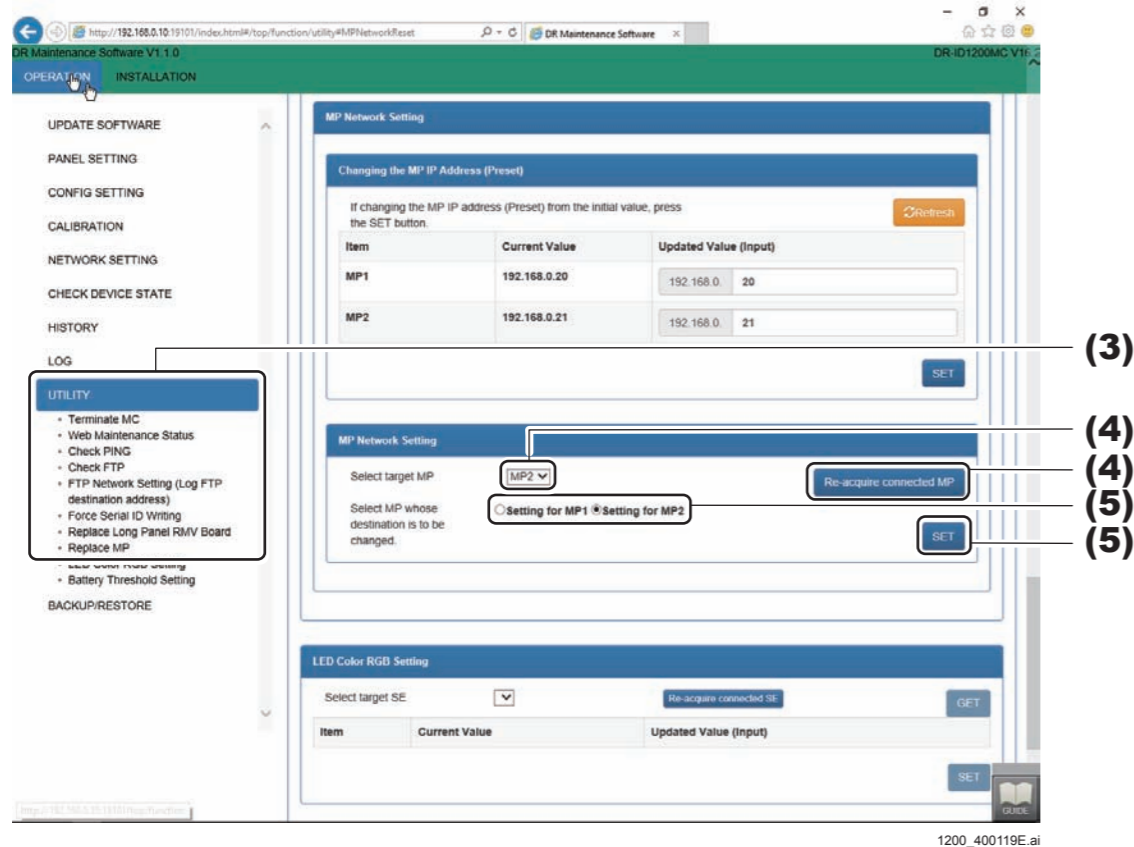 http://192.168.0.10:19101/index.html#/top/function/utility#MPNetworkReset
DR Maintenance Software
DR Maintenance Software V1.1.0
DR-ID1200MC V16.2
OPERATION
INSTALLATION
UPDATE SOFTWARE
PANEL SETTING
CONFIG SETTING
CALIBRATION
NETWORK SETTING
CHECK DEVICE STATE
HISTORY
LOG
UTILITY
• Terminate MC
• Web Maintenance Status
• Check PING
• Check FTP
• FTP Network Setting (Log FTP
destination address)
• Force Serial ID Writing
• Replace Long Panel RMV Board
• Replace MP
• LED Color RGB Setting
• Battery Threshold Setting
BACKUP/RESTORE
MP Network Setting
Changing the MP IP Address (Preset)
If changing the MP IP address (Preset) from the initial value, press
the SET button.
Refresh
Item Current Value Updated Value (Input)
MP1 192.168.0.20 192.168.0. 20
MP2 192.168.0.21 192.168.0. 21
SET
(3)
MP Network Setting
(4)
Select target MP MP2 Re-acquire connected MP
(4)
Select MP whose
destination is to be
changed.
Setting for MP1 Setting for MP2
(5)
SET
(5)
LED Color RGB Setting
Select target SE Re-acquire connected SE GET
Item Current Value Updated Value (Input)
SET
GUIDE
1200_400119E.ai